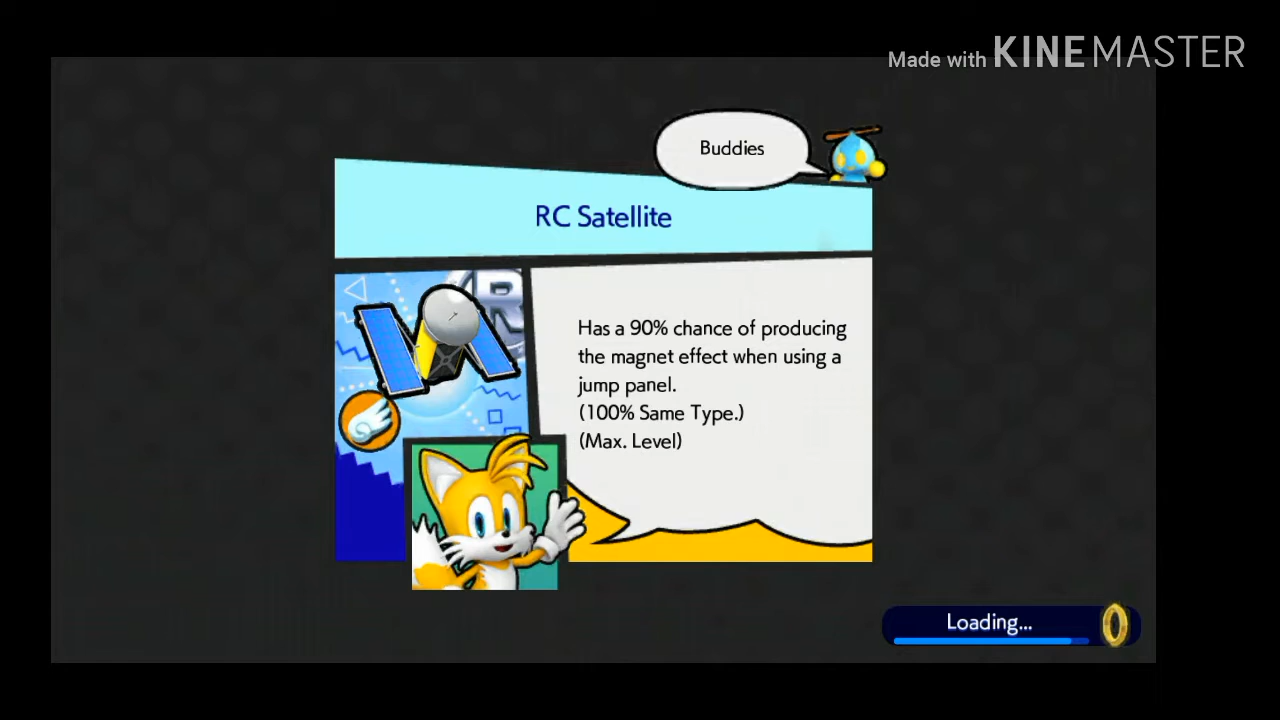 Made with KINEMASTER
Buddies
RC Satellite
R
Has a 90% chance of producing
the magnet effect when using a
jump panel.
(100% Same Type.)
(Max. Level)
Loading...